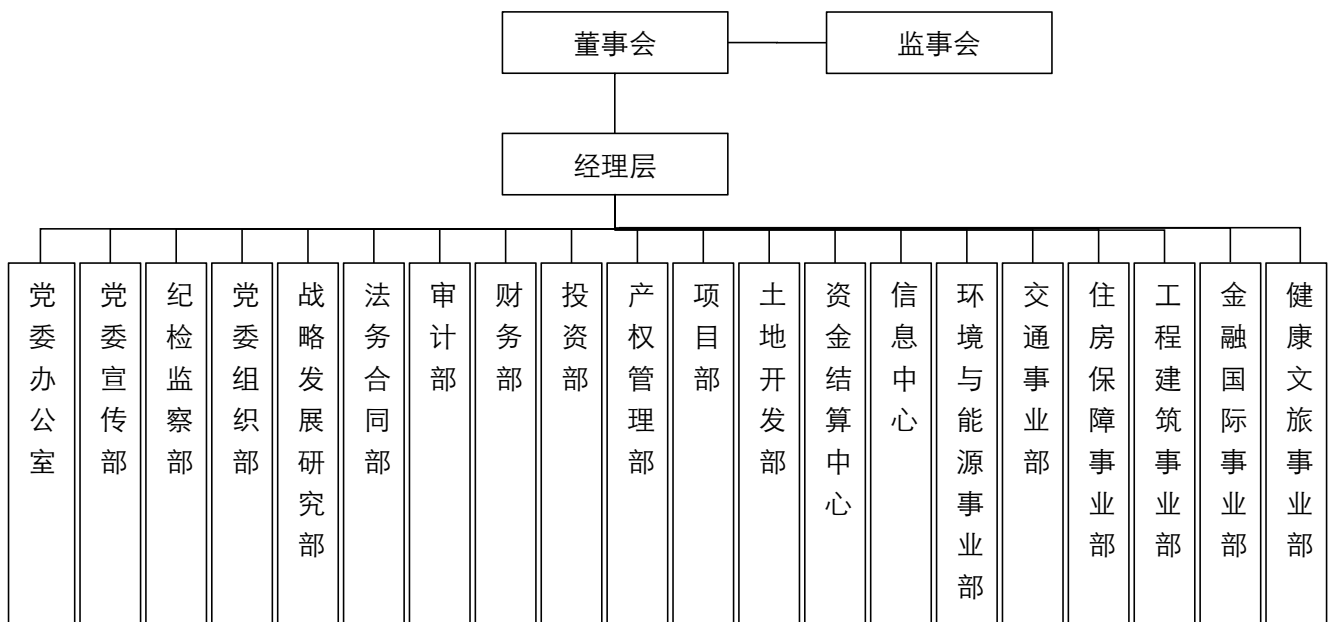 董事会
监事会
经理层
党委办公室
党委宣传部
纪检监察部
党委组织部
战略发展研究部
法务合同部
审计部
财务部
投资部
产权管理部
项目部
土地开发部
资金结算中心
信息中心
环境与能源事业部
交通事业部
住房保障事业部
工程建筑事业部
金融国际事业部
健康文旅事业部